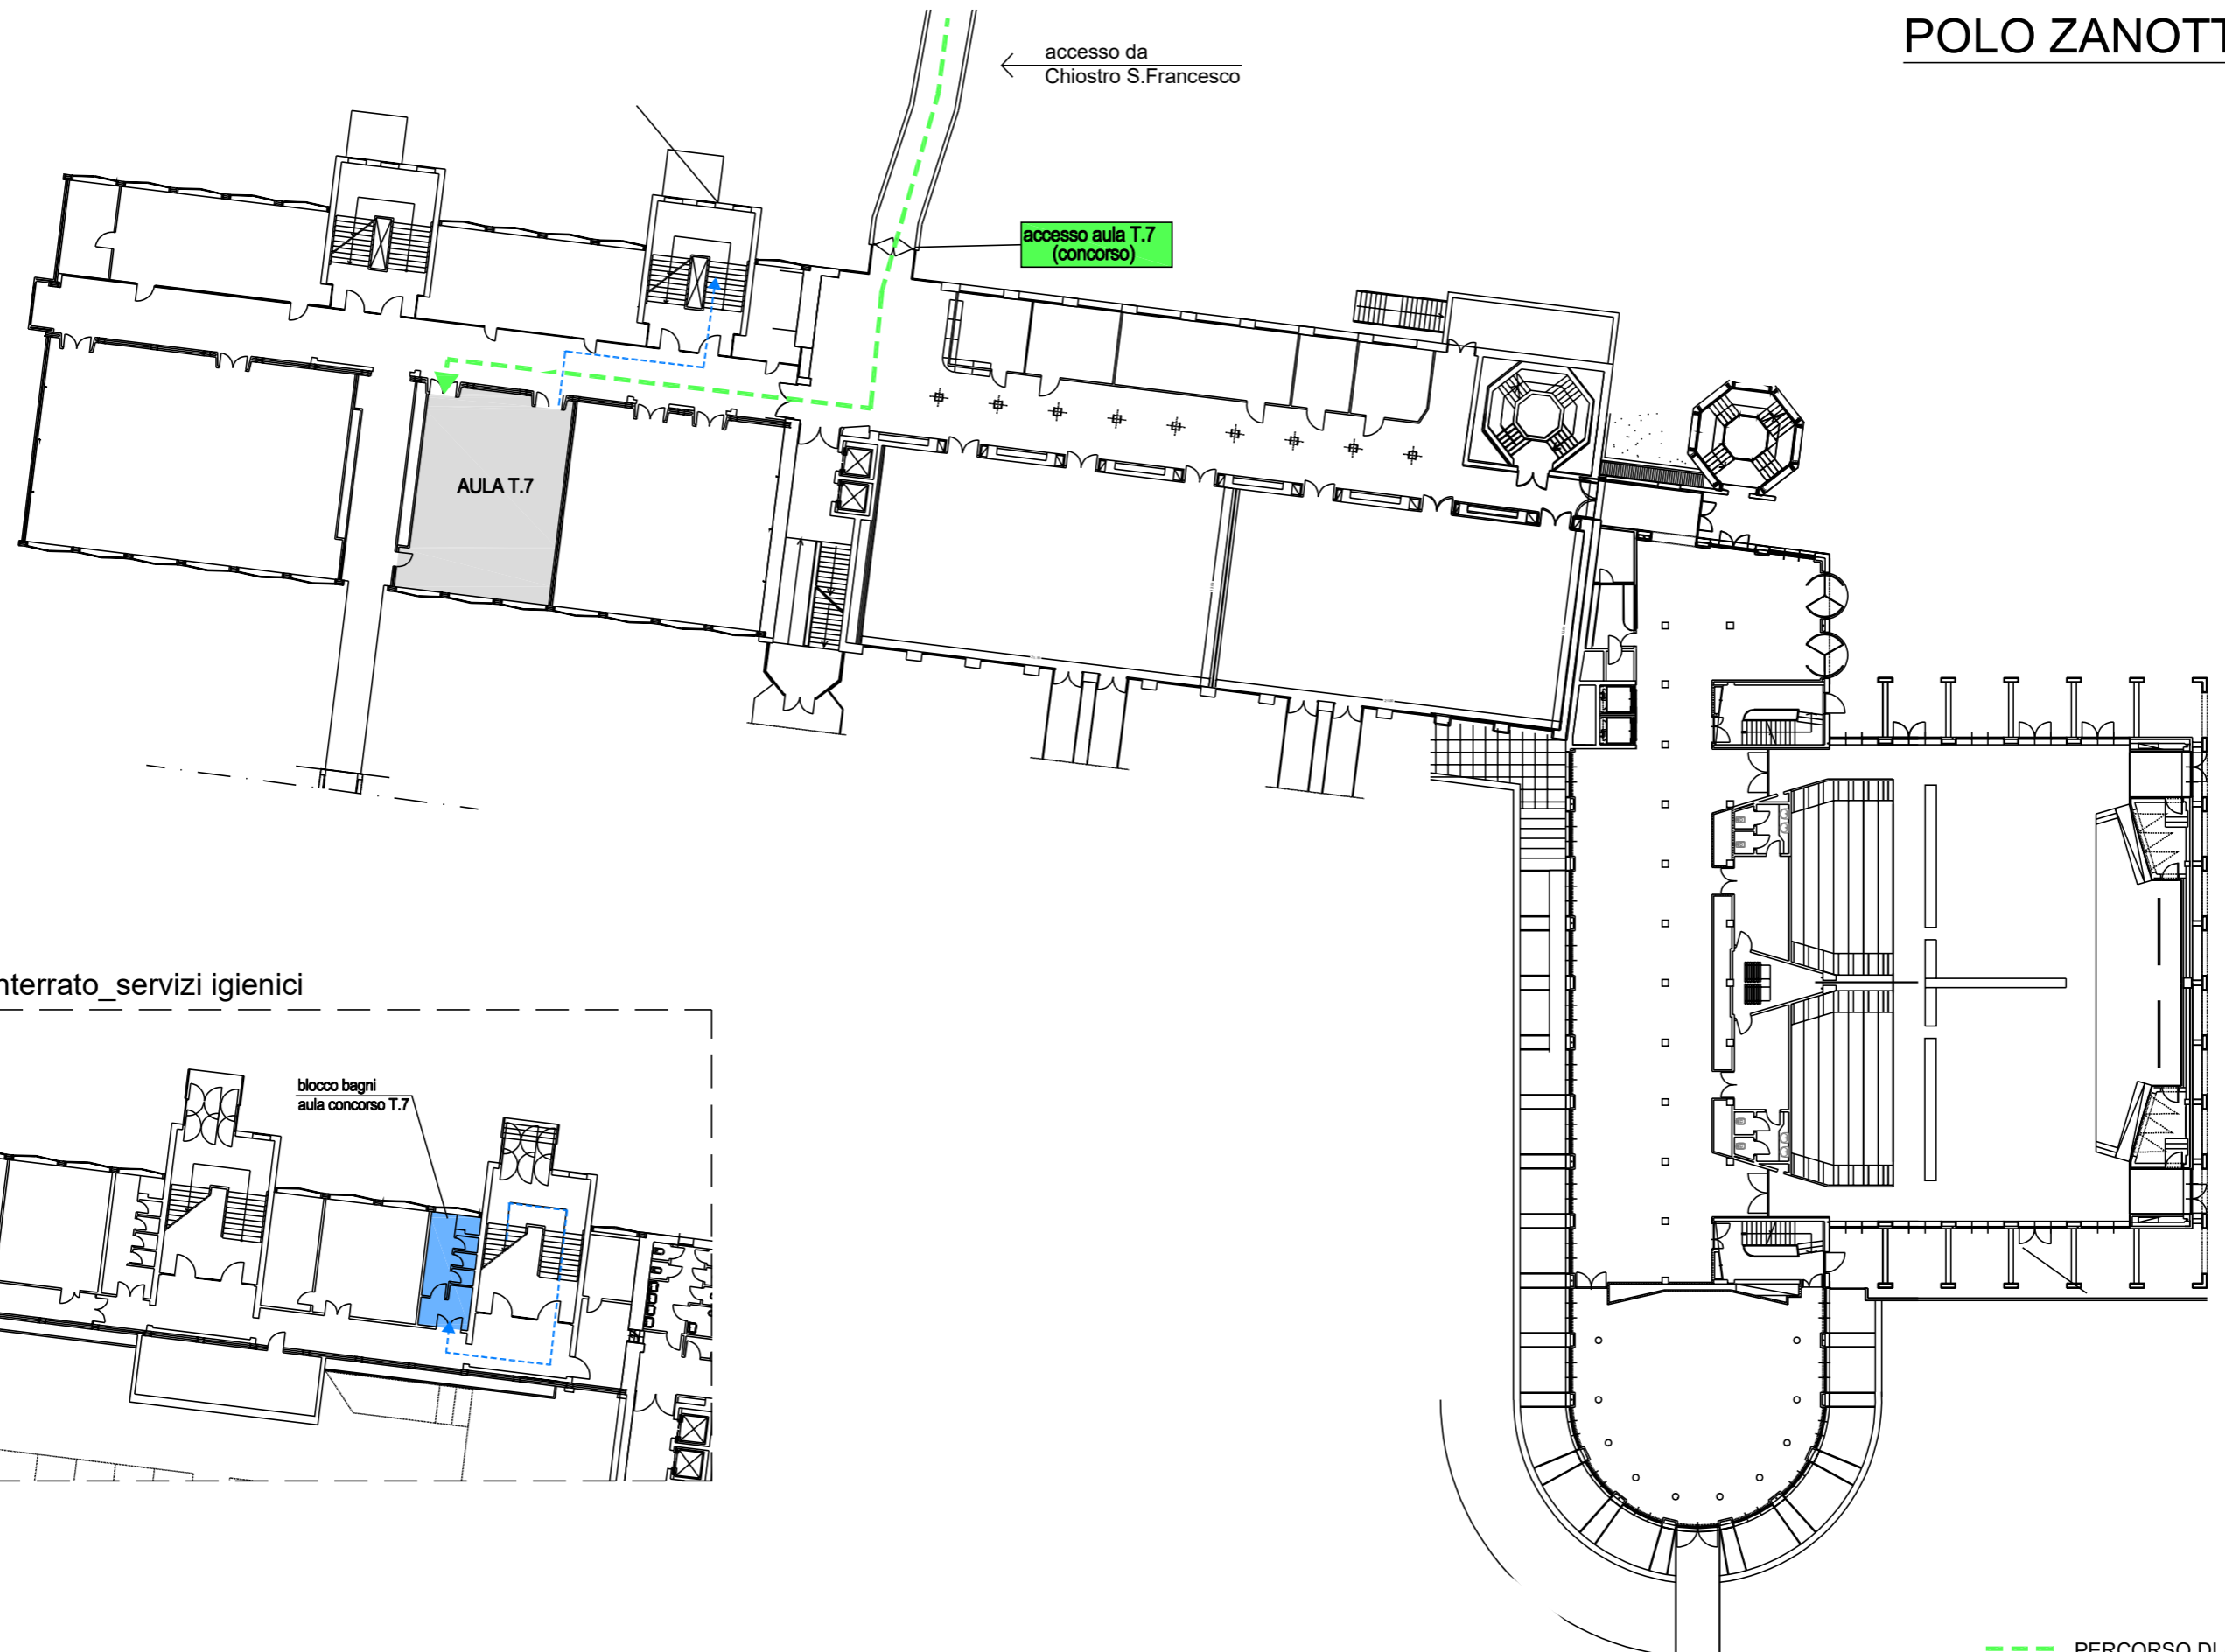 POLO ZANOTT
accesso da
Chiostro S.Francesco
accesso aula T.7
(concorso)
AULA T.7
nterrato_servizi igienici
blocco bagni
aula concorso T.7
PERCORSO DI